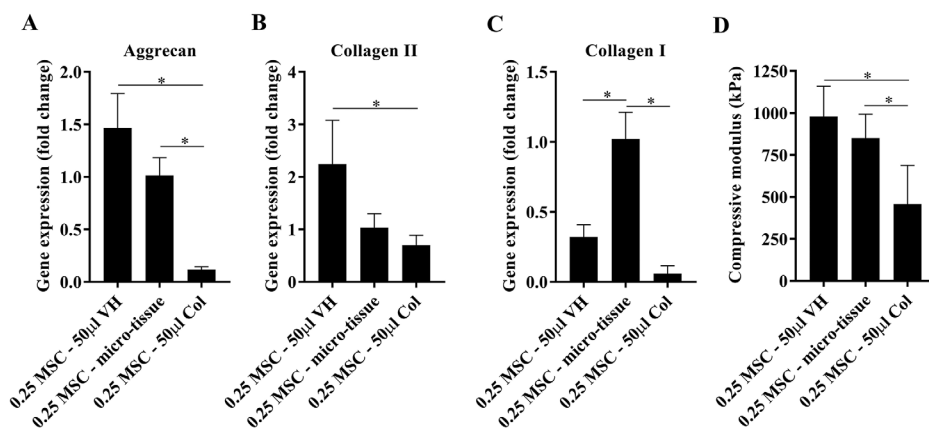 A
Aggrecan
Gene expression (fold change)
2.0
1.5
1.0
0.5
0.0
*
*
0.25 MSC - 50µl VH
0.25 MSC - micro-tissue
0.25 MSC - 50µl Col
B
Collagen II
Gene expression (fold change)
4
3
2
1
0
*
0.25 MSC - 50µl VH
0.25 MSC - micro-tissue
0.25 MSC - 50µl Col
C
Collagen I
Gene expression (fold change)
1.5
1.0
0.5
0.0
*
*
0.25 MSC - 50µl VH
0.25 MSC - micro-tissue
0.25 MSC - 50µl Col
D
Compressive modulus (kPa)
1250
1000
750
500
250
0
*
*
0.25 MSC - 50µl VH
0.25 MSC - micro-tissue
0.25 MSC - 50µl Col